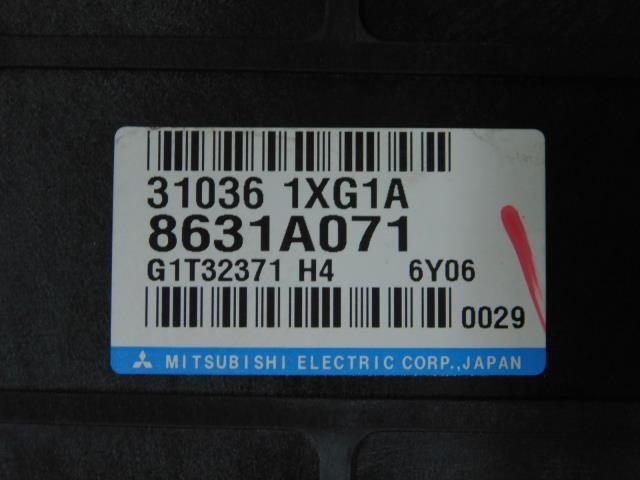 31036 1XG1A
8631A071
G1T32371 H4 6Y06
0029
MITSUBISHI ELECTRIC CORP.,JAPAN